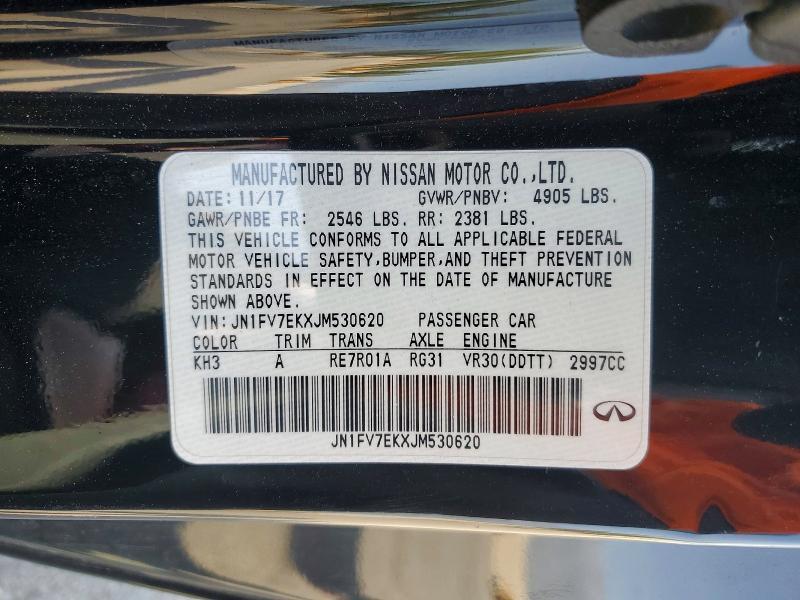 MANUFACTURED BY NISSAN MOTOR CO.,LTD.
DATE: 11/17 GVWR/PNBV: 4905 LBS.
GAWR/PNBE FR: 2546 LBS. RR: 2381 LBS.
THIS VEHICLE CONFORMS TO ALL APPLICABLE FEDERAL
MOTOR VEHICLE SAFETY,BUMPER,AND THEFT PREVENTION
STANDARDS IN EFFECT ON THE DATE OF MANUFACTURE
SHOWN ABOVE.
VIN: JN1FV7EKXJM530620 PASSENGER CAR
COLOR TRIM TRANS AXLE ENGINE
KH3 A RE7R01A RG31 VR30(DDTT) 2997CC
JN1FV7EKXJM530620